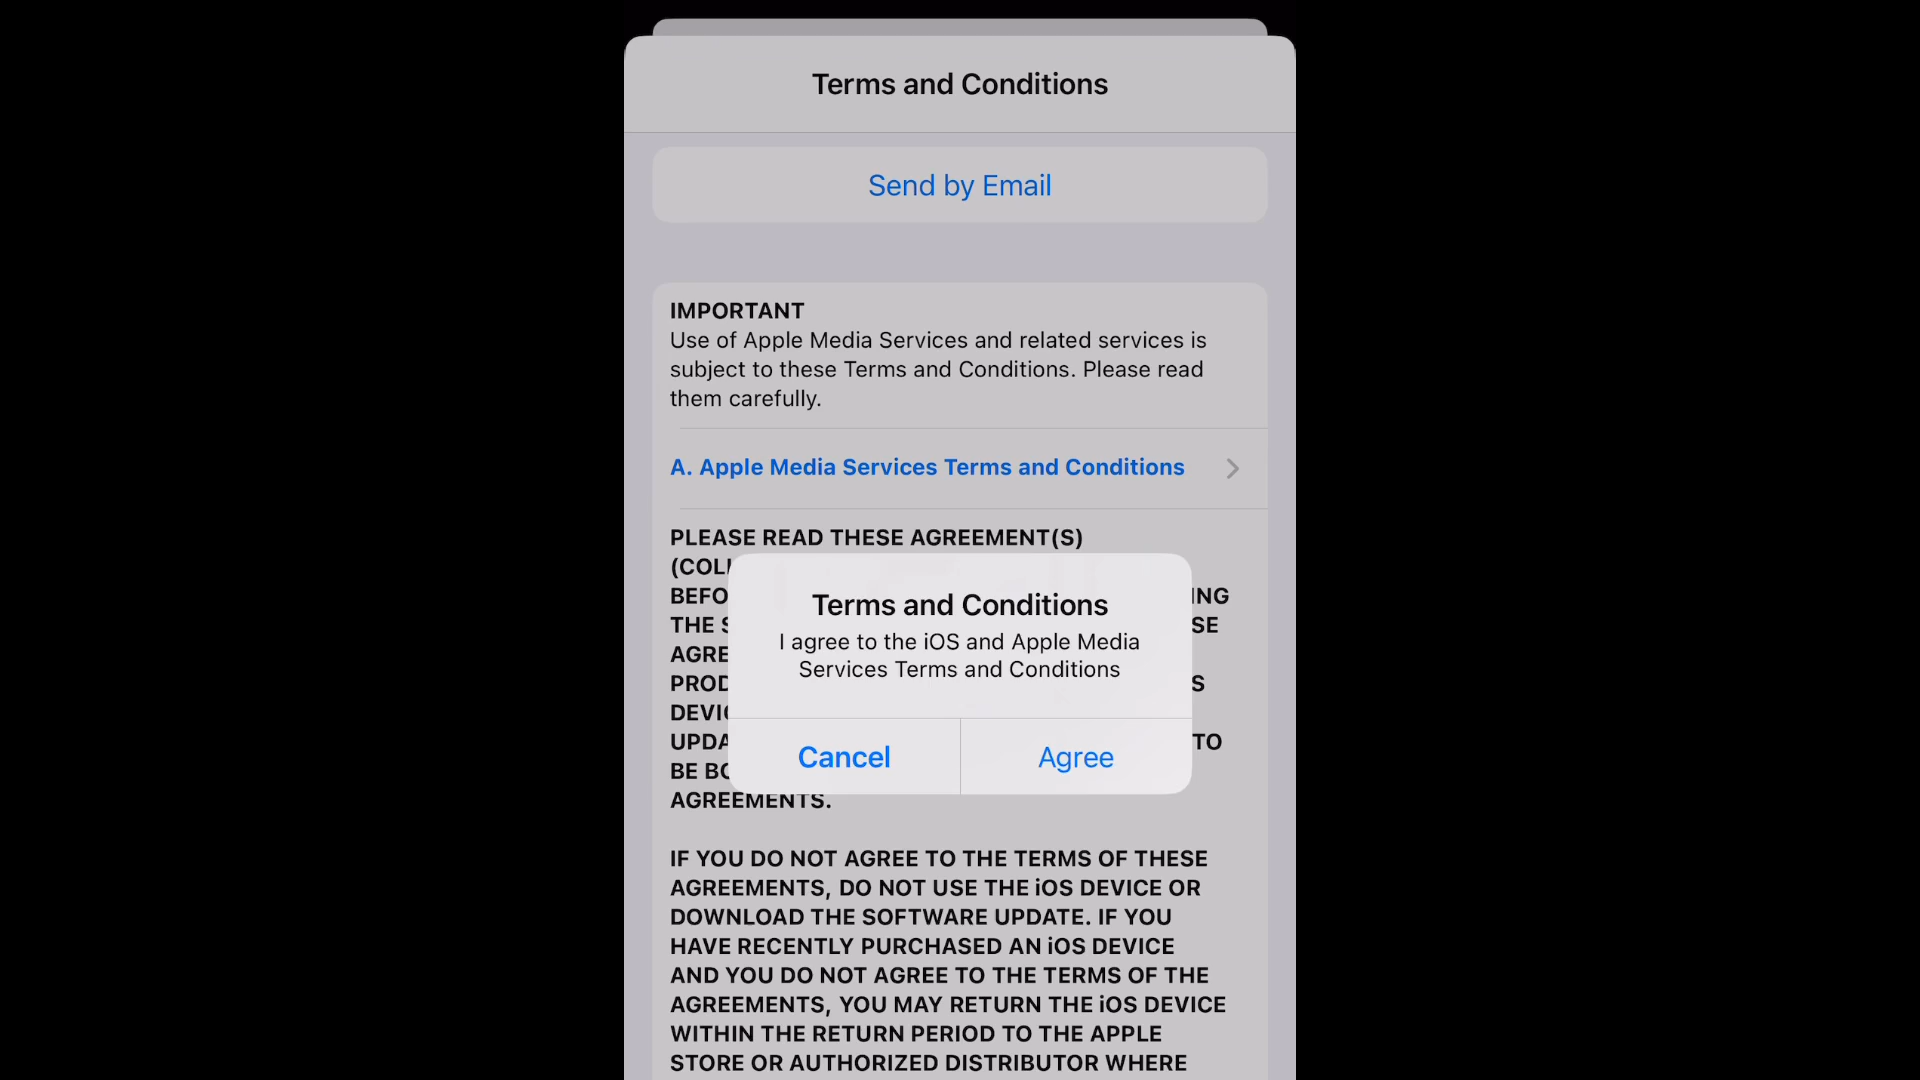 Terms and Conditions
Send by Email
IMPORTANT
Use of Apple Media Services and related services is
subject to these Terms and Conditions. Please read
them carefully.
A. Apple Media Services Terms and Conditions
PLEASE READ THESE AGREEMENT(S)
Terms and Conditions
I agree to the iOS and Apple Media
Services Terms and Conditions
Cancel
Agree
THE
TO
AGREEMENTS.
IF YOU DO NOT AGREE TO THE TERMS OF THESE
AGREEMENTS, DO NOT USE THE iOS DEVICE OR
DOWNLOAD THE SOFTWARE UPDATE. IF YOU
HAVE RECENTLY PURCHASED AN iOS DEVICE
AND YOU DO NOT AGREE TO THE TERMS OF THE
AGREEMENTS, YOU MAY RETURN THE iOS DEVICE
WITHIN THE RETURN PERIOD TO THE APPLE
STORE OR AUTHORIZED DISTRIBUTOR WHERE